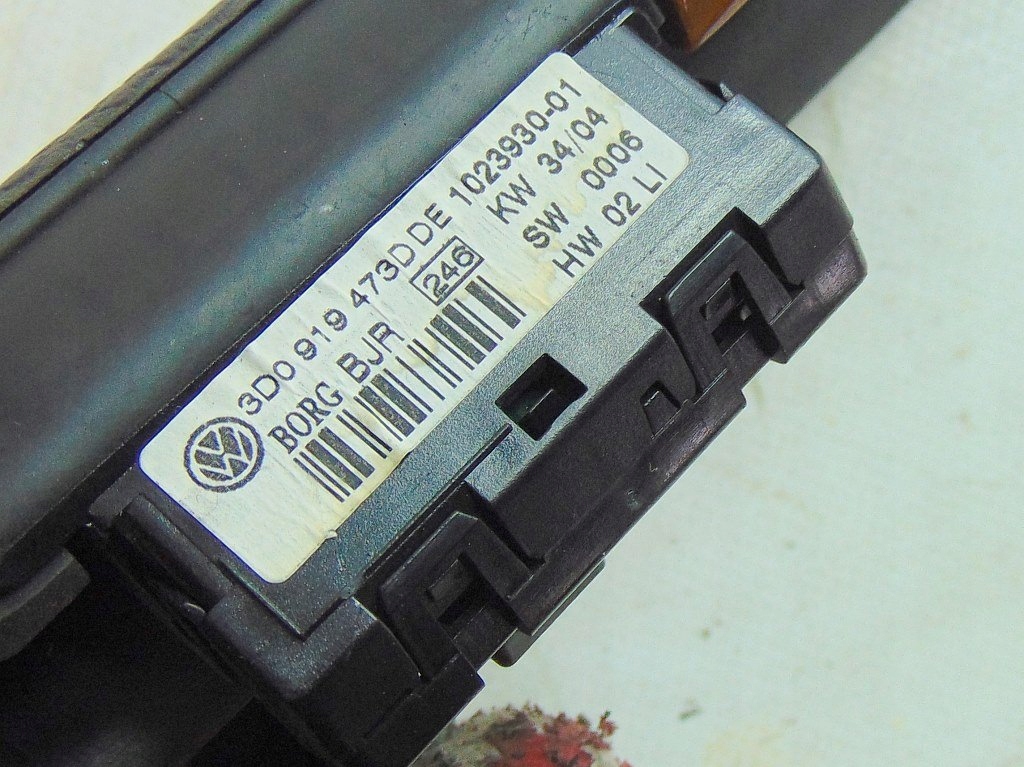 3D0 919 473D DE 1023930-01
BORG BJR 246 KW 34/04
SW 0006
HW 02 LI